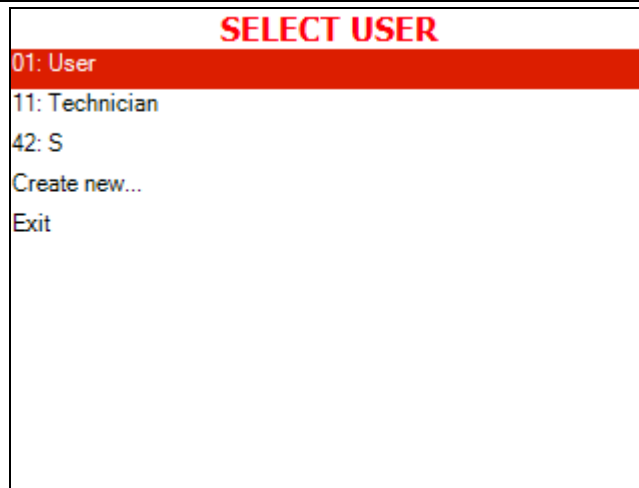 SELECT USER
01: User
11: Technician
42: S
Create new...
Exit